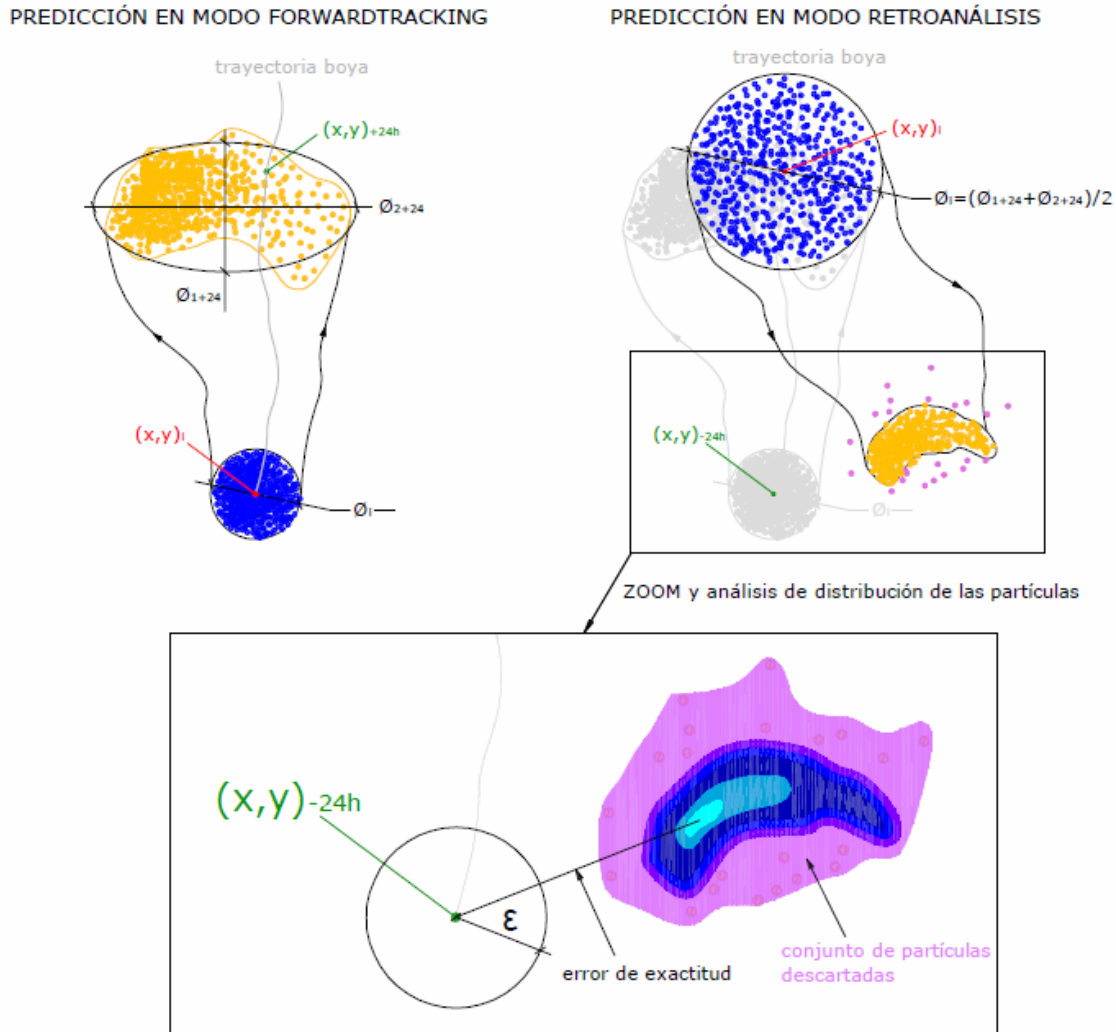 PREDICCIÓN EN MODO FORWARDTRACKING
trayectoria boya
(x,y)+24h
Ø2+24
Ø1+24
(x,y)I
ØI
PREDICCIÓN EN MODO RETROANÁLISIS
trayectoria boya
(x,y)I
ØI=(Ø1+24+Ø2+24)/2
(x,y)-24h
ØI
ZOOM y análisis de distribución de las partículas
(x,y)-24h
ε
error de exactitud
conjunto de partículas
descartadas